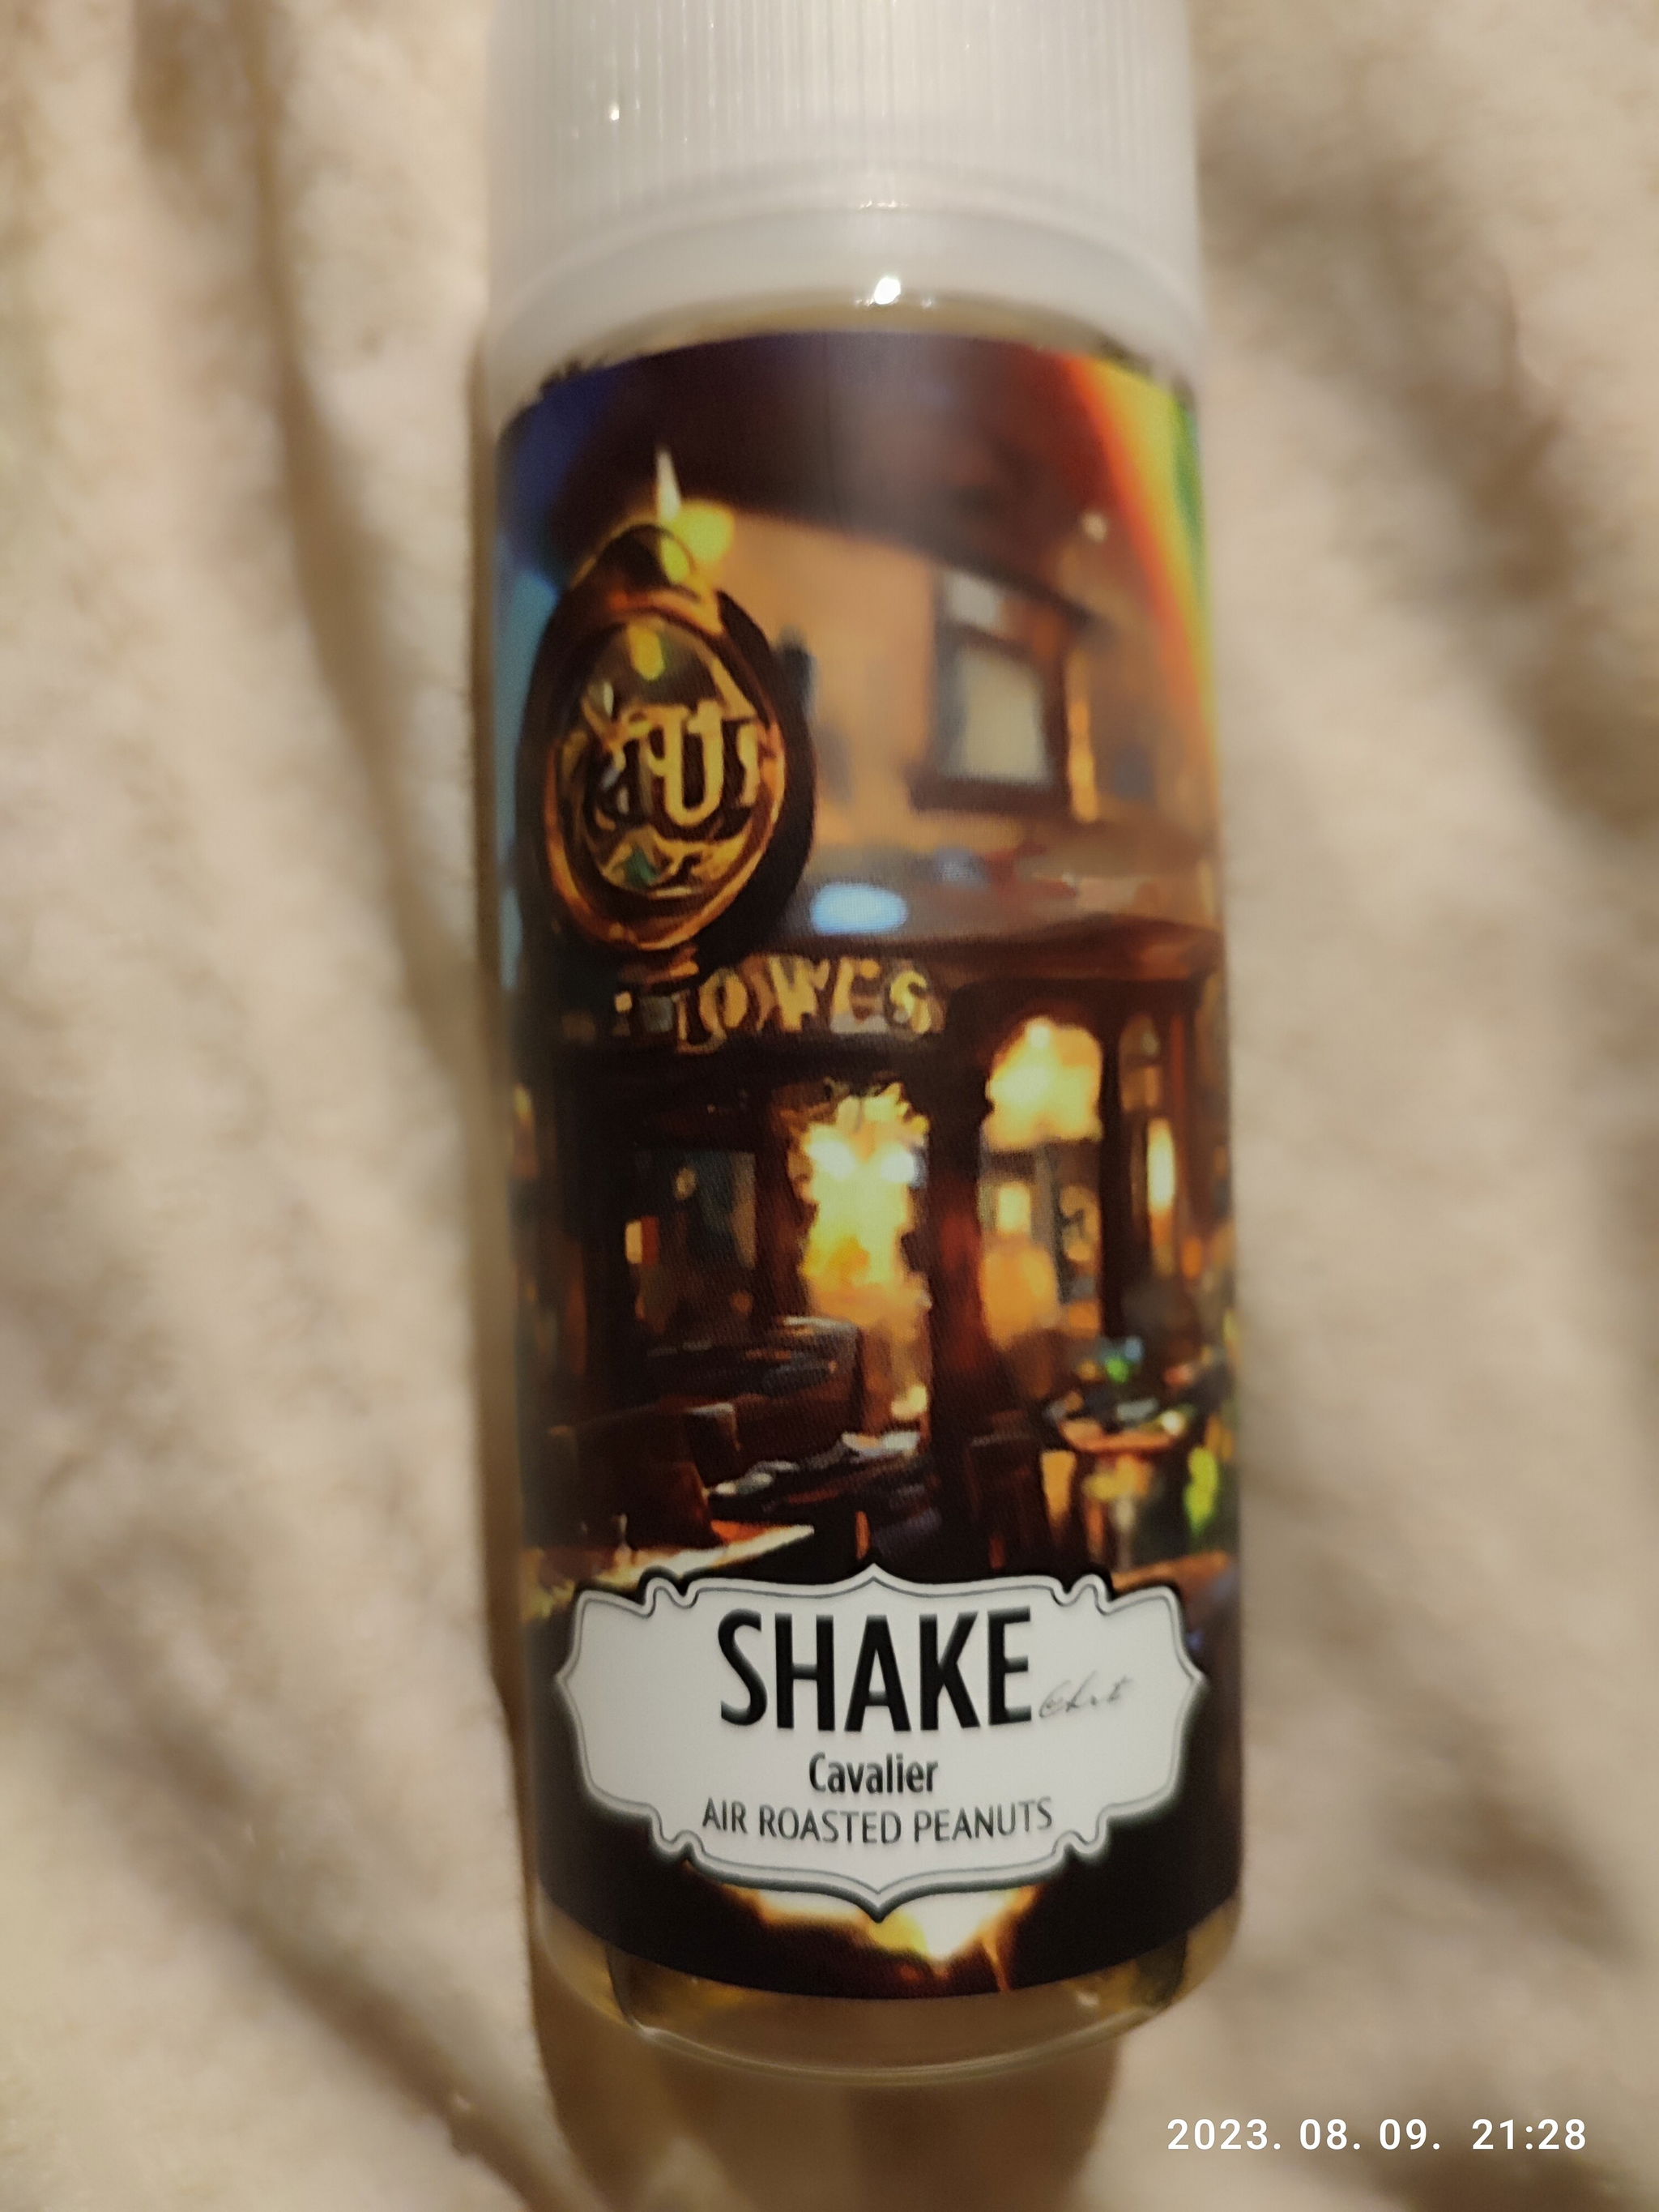 SHAKE
Cavalier
AIR ROASTED PEANUTS
2023. 08. 09. 21:28